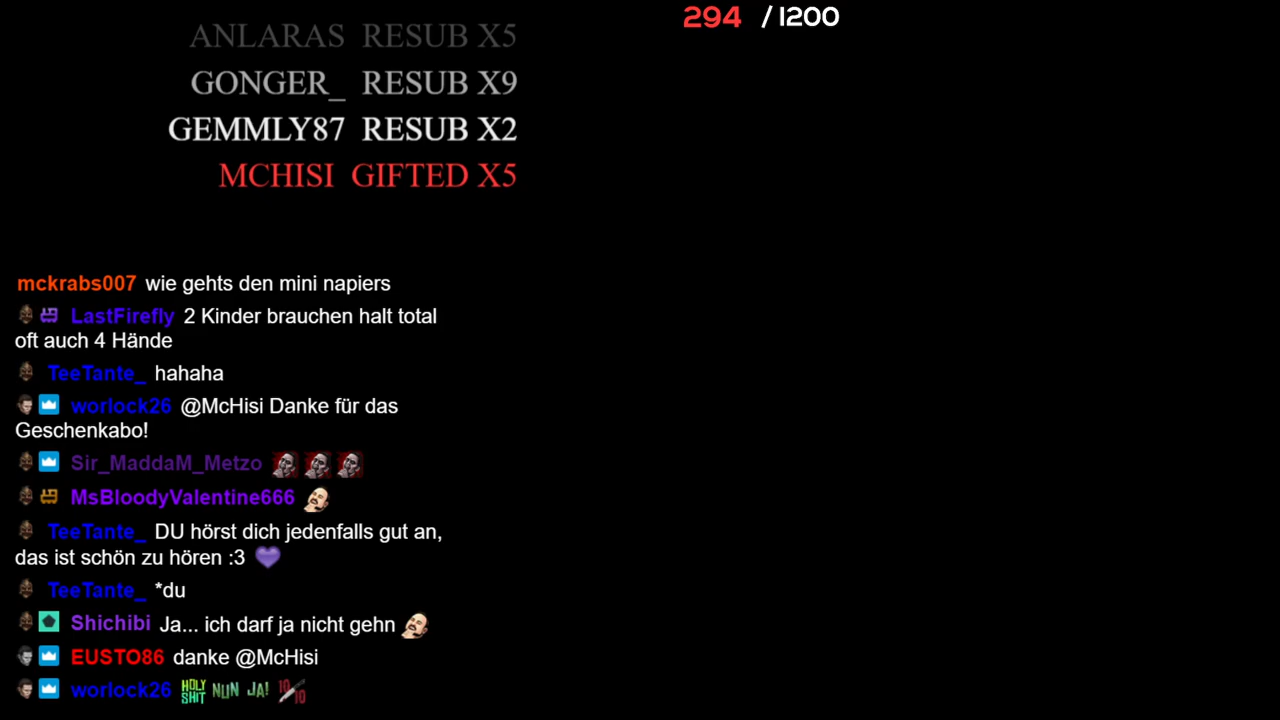 294 /1200
ANLARAS RESUB X5
GONGER_ RESUB X9
GEMMLY87 RESUB X2
MCHISI GIFTED X5
mckrabs007 wie gehts den mini napiers
LastFirefly 2 Kinder brauchen halt total
oft auch 4 Hände
TeeTante_ hahaha
worlock26 @McHisi Danke für das
Geschenkabo!
Sir_MaddaM_Metzo
MsBloodyValentine666
TeeTante_ DU hörst dich jedenfalls gut an,
das ist schön zu hören :3
TeeTante_ *du
Shichibi Ja... ich darf ja nicht gehn
EUSTO86 danke @McHisi
worlock26 HOLY SHIT NUN JA! 10/10